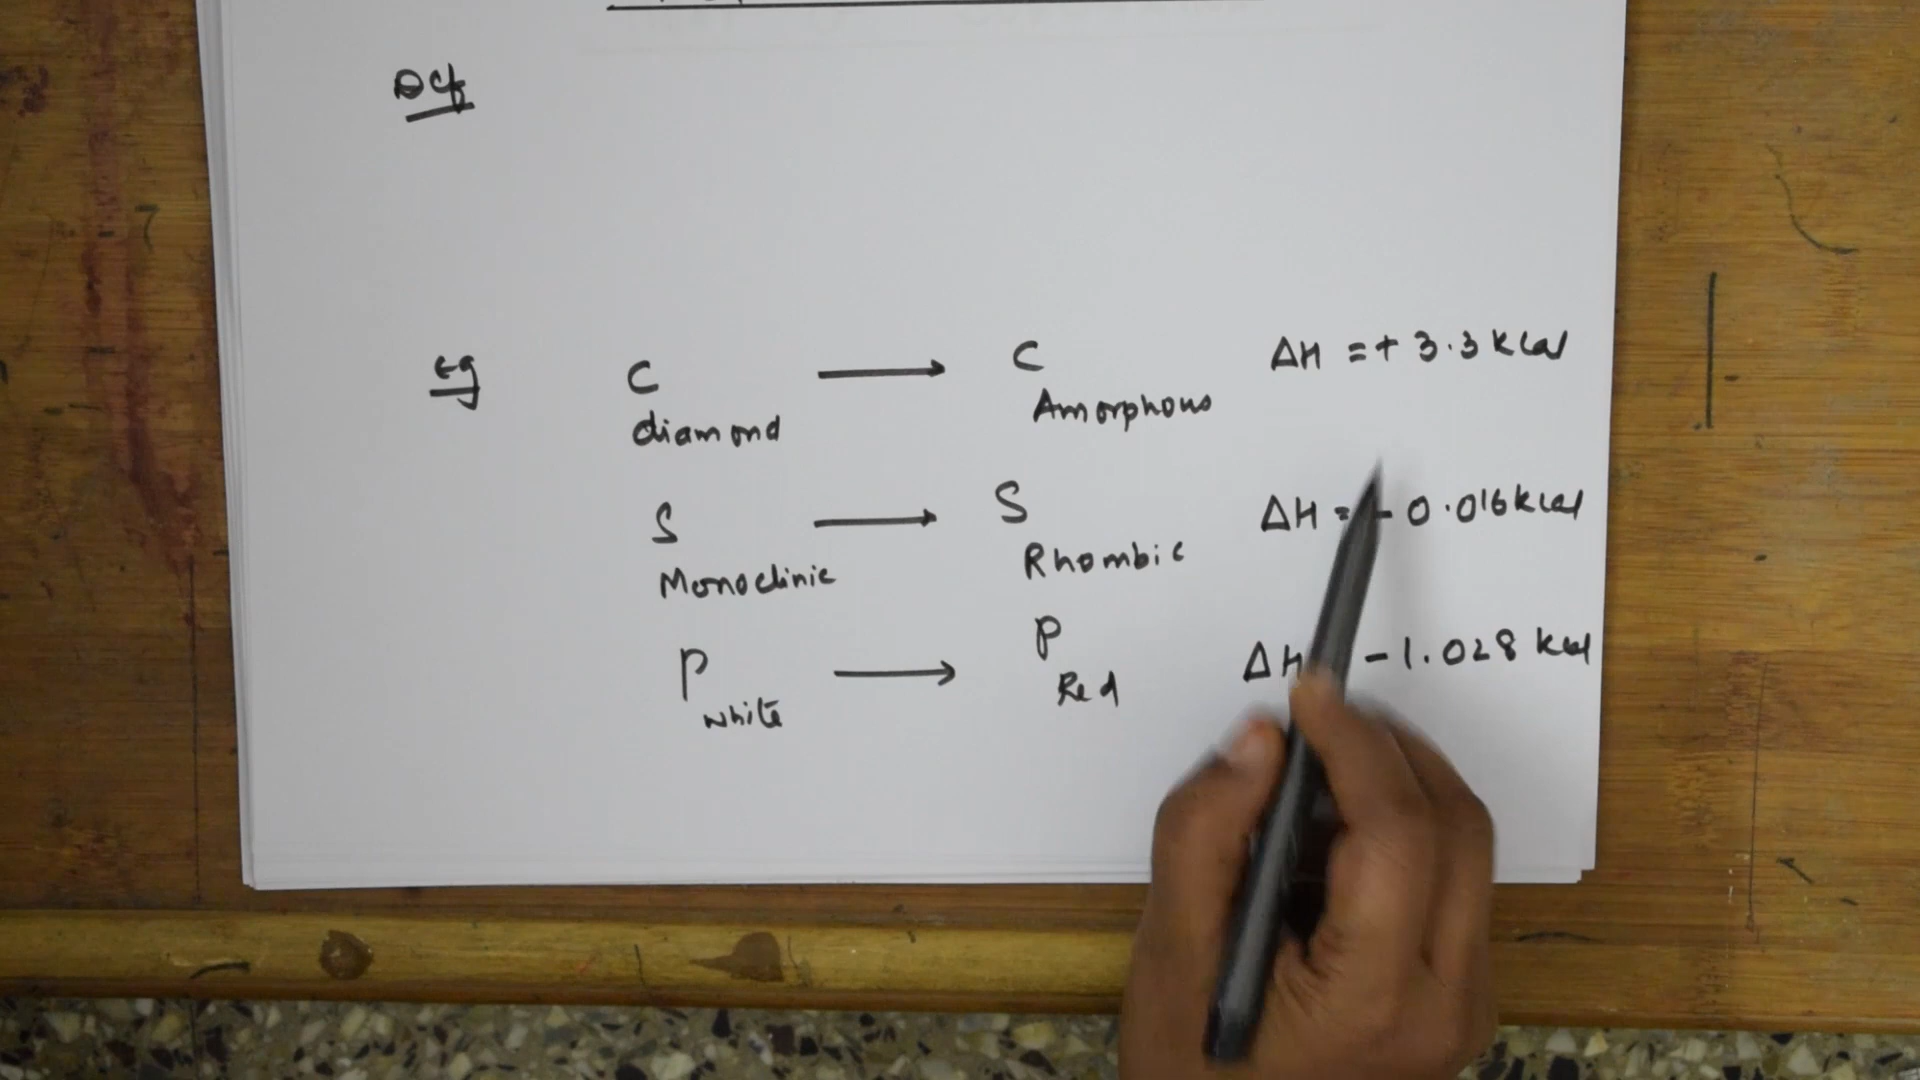 Def
Eg C diamond → C Amorphous ΔH = + 3.3 kcal
S Monoclinic → S Rhombic ΔH = - 0.016 kcal
P white → P Red ΔH - 1.028 kcal